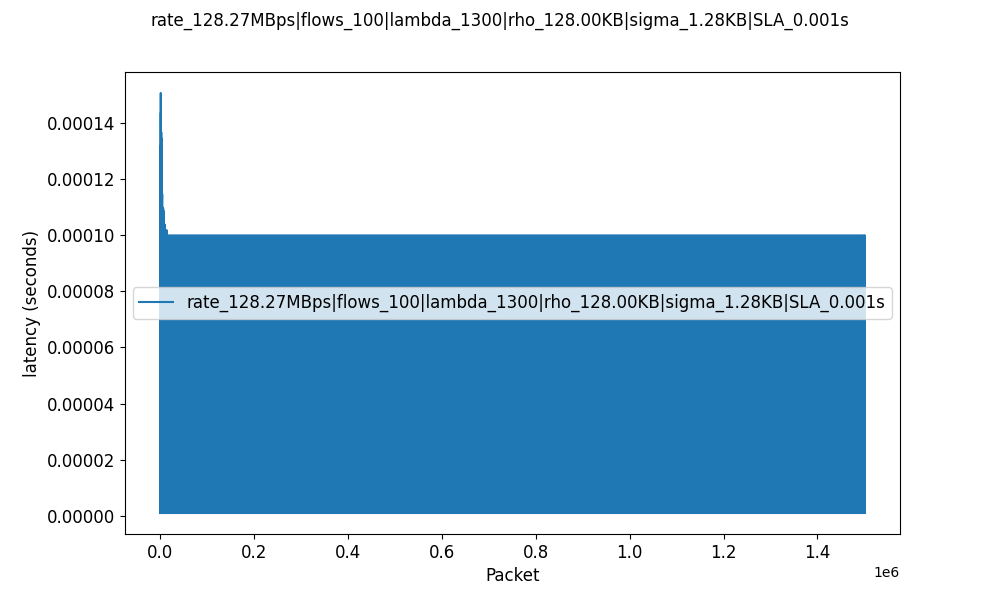 rate_128.27MBps|flows_100|lambda_1300|rho_128.00KB|sigma_1.28KB|SLA_0.001s
0.00014
0.00012
0.00010
0.00008
0.00006
0.00004
0.00002
0.00000
latency (seconds)
rate_128.27MBps|flows_100|lambda_1300|rho_128.00KB|sigma_1.28KB|SLA_0.001s
0.0 0.2 0.4 0.6 0.8 1.0 1.2 1.4
1e6
Packet